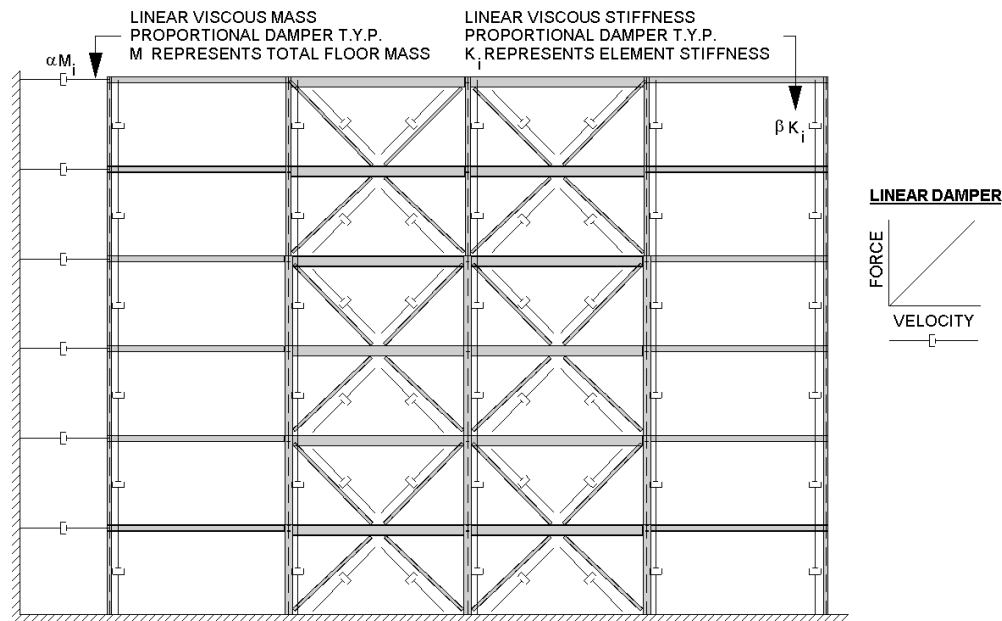 LINEAR VISCOUS MASS
PROPORTIONAL DAMPER T.Y.P.
M REPRESENTS TOTAL FLOOR MASS
LINEAR VISCOUS STIFFNESS
PROPORTIONAL DAMPER T.Y.P.
K i REPRESENTS ELEMENT STIFFNESS
α M i
β K i
LINEAR DAMPER
FORCE
VELOCITY